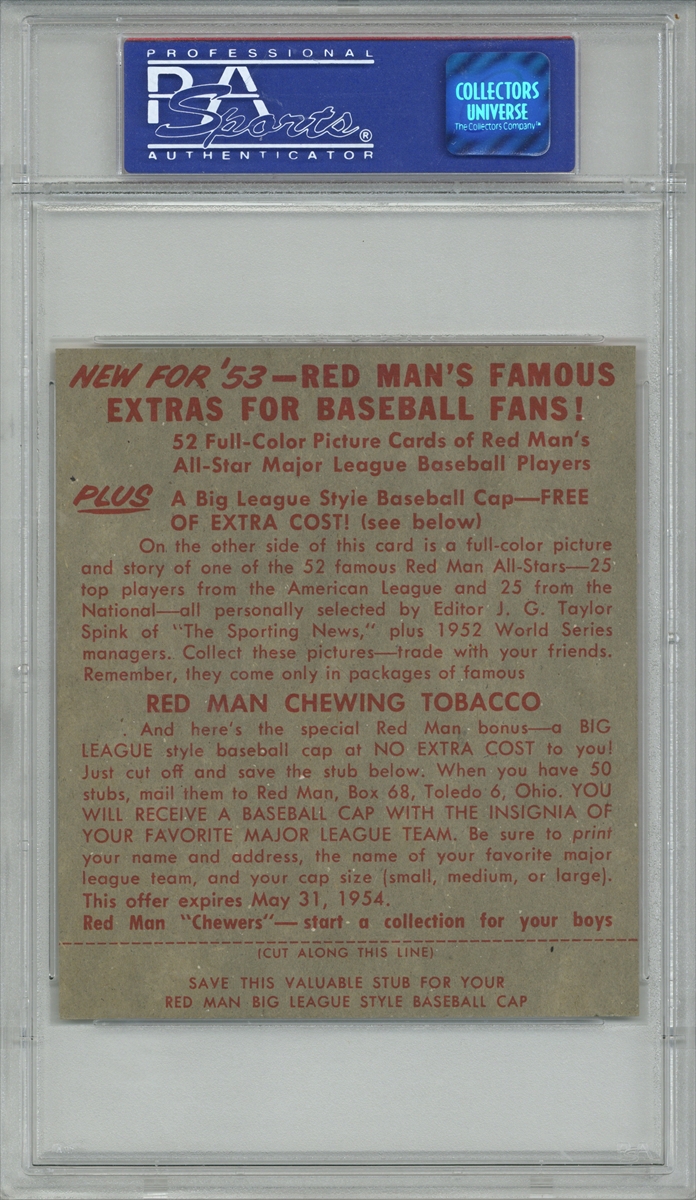 PROFESSIONAL
PSA
Sports®
AUTHENTICATOR
COLLECTORS
UNIVERSE
The Collectors Company™
NEW FOR '53—RED MAN'S FAMOUS
EXTRAS FOR BASEBALL FANS!
52 Full-Color Picture Cards of Red Man's
All-Star Major League Baseball Players
PLUS A Big League Style Baseball Cap—FREE
OF EXTRA COST! (see below)
On the other side of this card is a full-color picture
and story of one of the 52 famous Red Man All-Stars—25
top players from the American League and 25 from the
National—all personally selected by Editor J. G. Taylor
Spink of "The Sporting News," plus 1952 World Series
managers. Collect these pictures—trade with your friends.
Remember, they come only in packages of famous
RED MAN CHEWING TOBACCO
And here's the special Red Man bonus—a BIG
LEAGUE style baseball cap at NO EXTRA COST to you!
Just cut off and save the stub below. When you have 50
stubs, mail them to Red Man, Box 68, Toledo 6, Ohio. YOU
WILL RECEIVE A BASEBALL CAP WITH THE INSIGNIA OF
YOUR FAVORITE MAJOR LEAGUE TEAM. Be sure to print
your name and address, the name of your favorite major
league team, and your cap size (small, medium, or large).
This offer expires May 31, 1954.
Red Man "Chewers"—start a collection for your boys
(CUT ALONG THIS LINE)
SAVE THIS VALUABLE STUB FOR YOUR
RED MAN BIG LEAGUE STYLE BASEBALL CAP